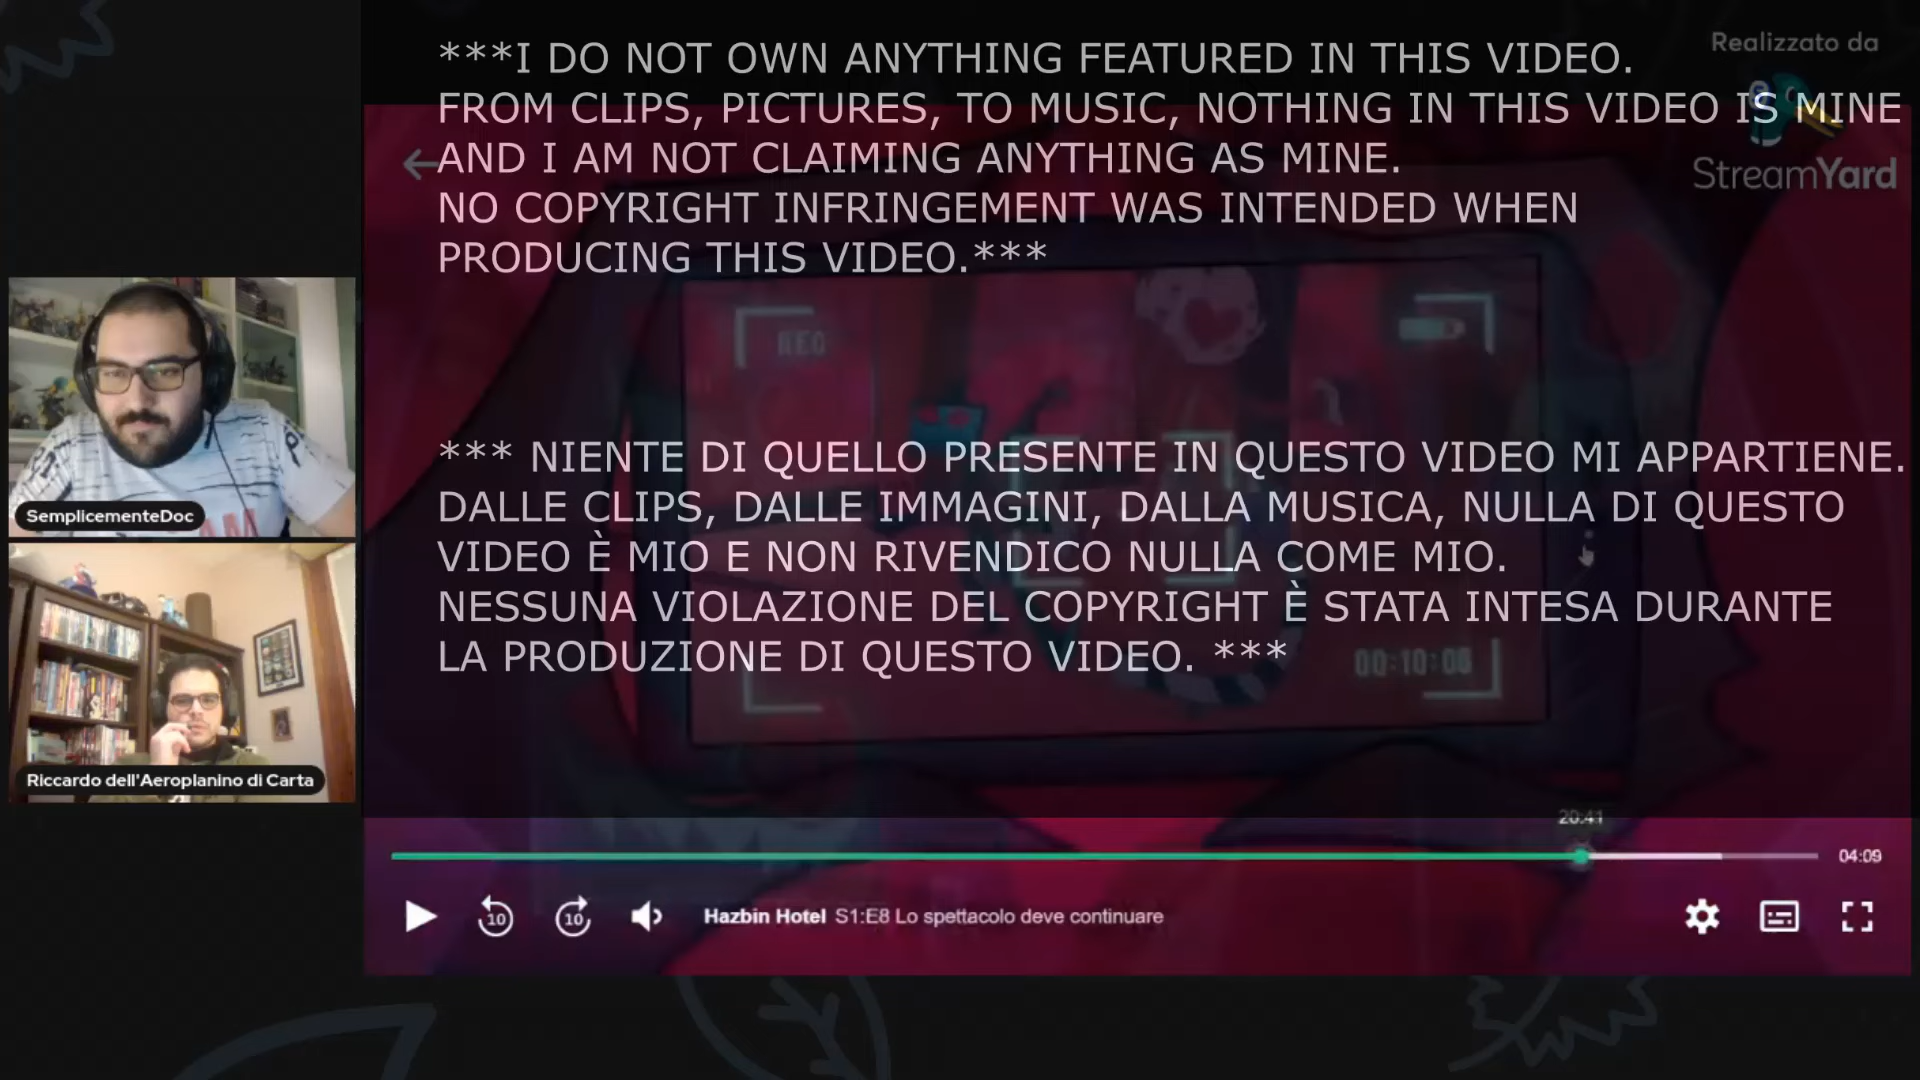 ***I DO NOT OWN ANYTHING FEATURED IN THIS VIDEO.
FROM CLIPS, PICTURES, TO MUSIC, NOTHING IN THIS VIDEO IS MINE
AND I AM NOT CLAIMING ANYTHING AS MINE.
NO COPYRIGHT INFRINGEMENT WAS INTENDED WHEN
PRODUCING THIS VIDEO.***
Realizzato da
StreamYard
REC
*** NIENTE DI QUELLO PRESENTE IN QUESTO VIDEO MI APPARTIENE.
DALLE CLIPS, DALLE IMMAGINI, DALLA MUSICA, NULLA DI QUESTO
VIDEO È MIO E NON RIVENDICO NULLA COME MIO.
NESSUNA VIOLAZIONE DEL COPYRIGHT È STATA INTESA DURANTE
LA PRODUZIONE DI QUESTO VIDEO. ***
00:10:06
SemplicementeDoc
Riccardo dell'Aeroplanino di Carta
20:41
04:09
10
10
Hazbin Hotel S1:E8 Lo spettacolo deve continuare